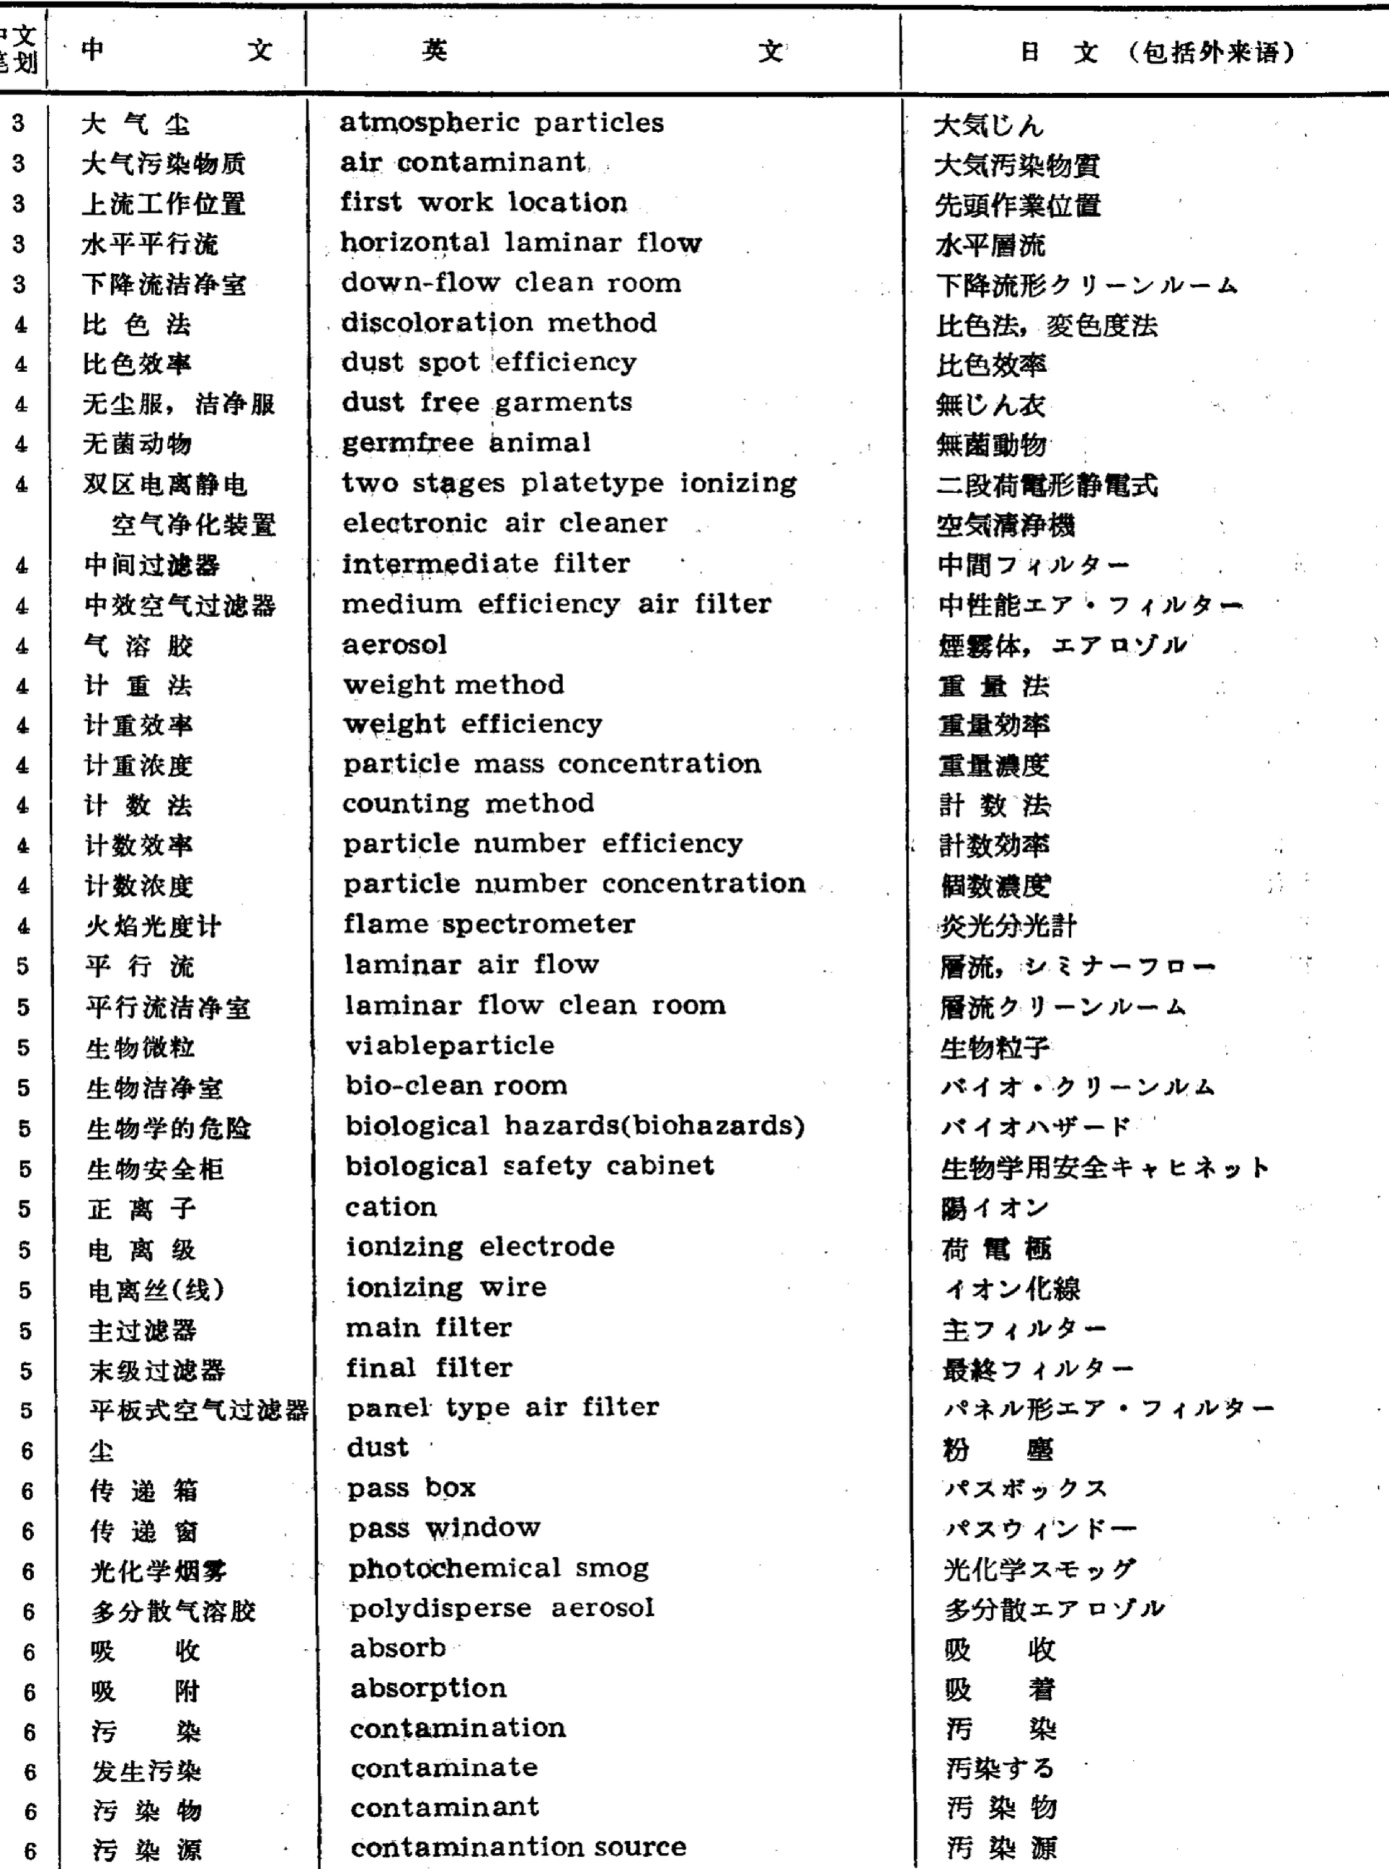 中文 中 文 英 文 日 文 (包括外来语)
笔划
3 大气尘 atmospheric particles 大気じん
3 大气污染物质 air contaminant 大気汚染物質
3 上流工作位置 first work location 先頭作業位置
3 水平平行流 horizontal laminar flow 水平層流
3 下降流洁净室 down-flow clean room 下降流形クリーンルーム
4 比色法 discoloration method 比色法，変色度法
4 比色效率 dust spot efficiency 比色效率
4 无尘服，洁净服 dust free garments 無じん衣
4 无菌动物 germfree animal 無菌動物
4 双区电离静电 two stages platetype ionizing 二段荷電形静電式
空气净化装置 electronic air cleaner 空気清浄機
4 中间过滤器 intermediate filter 中間フィルター
4 中效空气过滤器 medium efficiency air filter 中性能エア・フィルター
4 气溶胶 aerosol 煙霧体，エアロゾル
4 计重法 weight method 重量法
4 计重效率 weight efficiency 重量効率
4 计重浓度 particle mass concentration 重量濃度
4 计数法 counting method 計数法
4 计数效率 particle number efficiency 計数効率
4 计数浓度 particle number concentration 個数濃度
4 火焰光度计 flame spectrometer 炎光分光計
5 平行流 laminar air flow 層流，シミナーフロー
5 平行流洁净室 laminar flow clean room 層流クリーンルーム
5 生物微粒 viableparticle 生物粒子
5 生物洁净室 bio-clean room バイオ・クリーンルム
5 生物学的危险 biological hazards(biohazards) バイオハザード
5 生物安全柜 biological safety cabinet 生物学用安全キャヒネット
5 正离子 cation 陽イオン
5 电离级 ionizing electrode 荷電極
5 电离丝(线) ionizing wire イオン化線
5 主过滤器 main filter 主フィルター
5 末级过滤器 final filter 最終フィルター
5 平板式空气过滤器 panel type air filter パネル形エア・フィルター
6 尘 dust 粉塵
6 传递箱 pass box パスボックス
6 传递窗 pass window パスウィンドー
6 光化学烟雾 photochemical smog 光化学スモッグ
6 多分散气溶胶 polydisperse aerosol 多分散エアロゾル
6 吸收 absorb 吸收
6 吸附 absorption 吸着
6 污染 contamination 汚染
6 发生污染 contaminate 汚染する
6 污染物 contaminant 汚染物
6 污染源 contaminantion source 汚染源